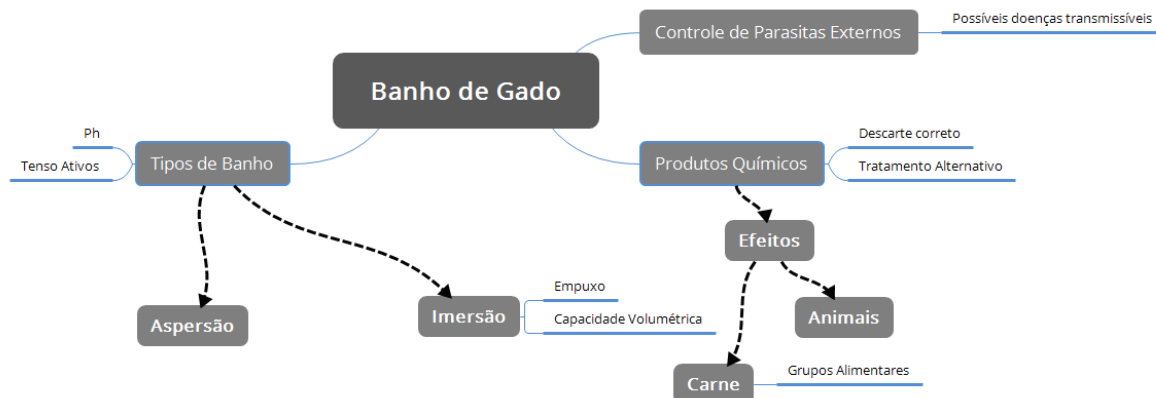 Possíveis doenças transmissíveis
Controle de Parasitas Externos
Banho de Gado
Ph
Tenso Ativos
Tipos de Banho
Produtos Químicos
Descarte correto
Tratamento Alternativo
Efeitos
Aspersão
Imersão
Empuxo
Capacidade Volumétrica
Animais
Carne
Grupos Alimentares